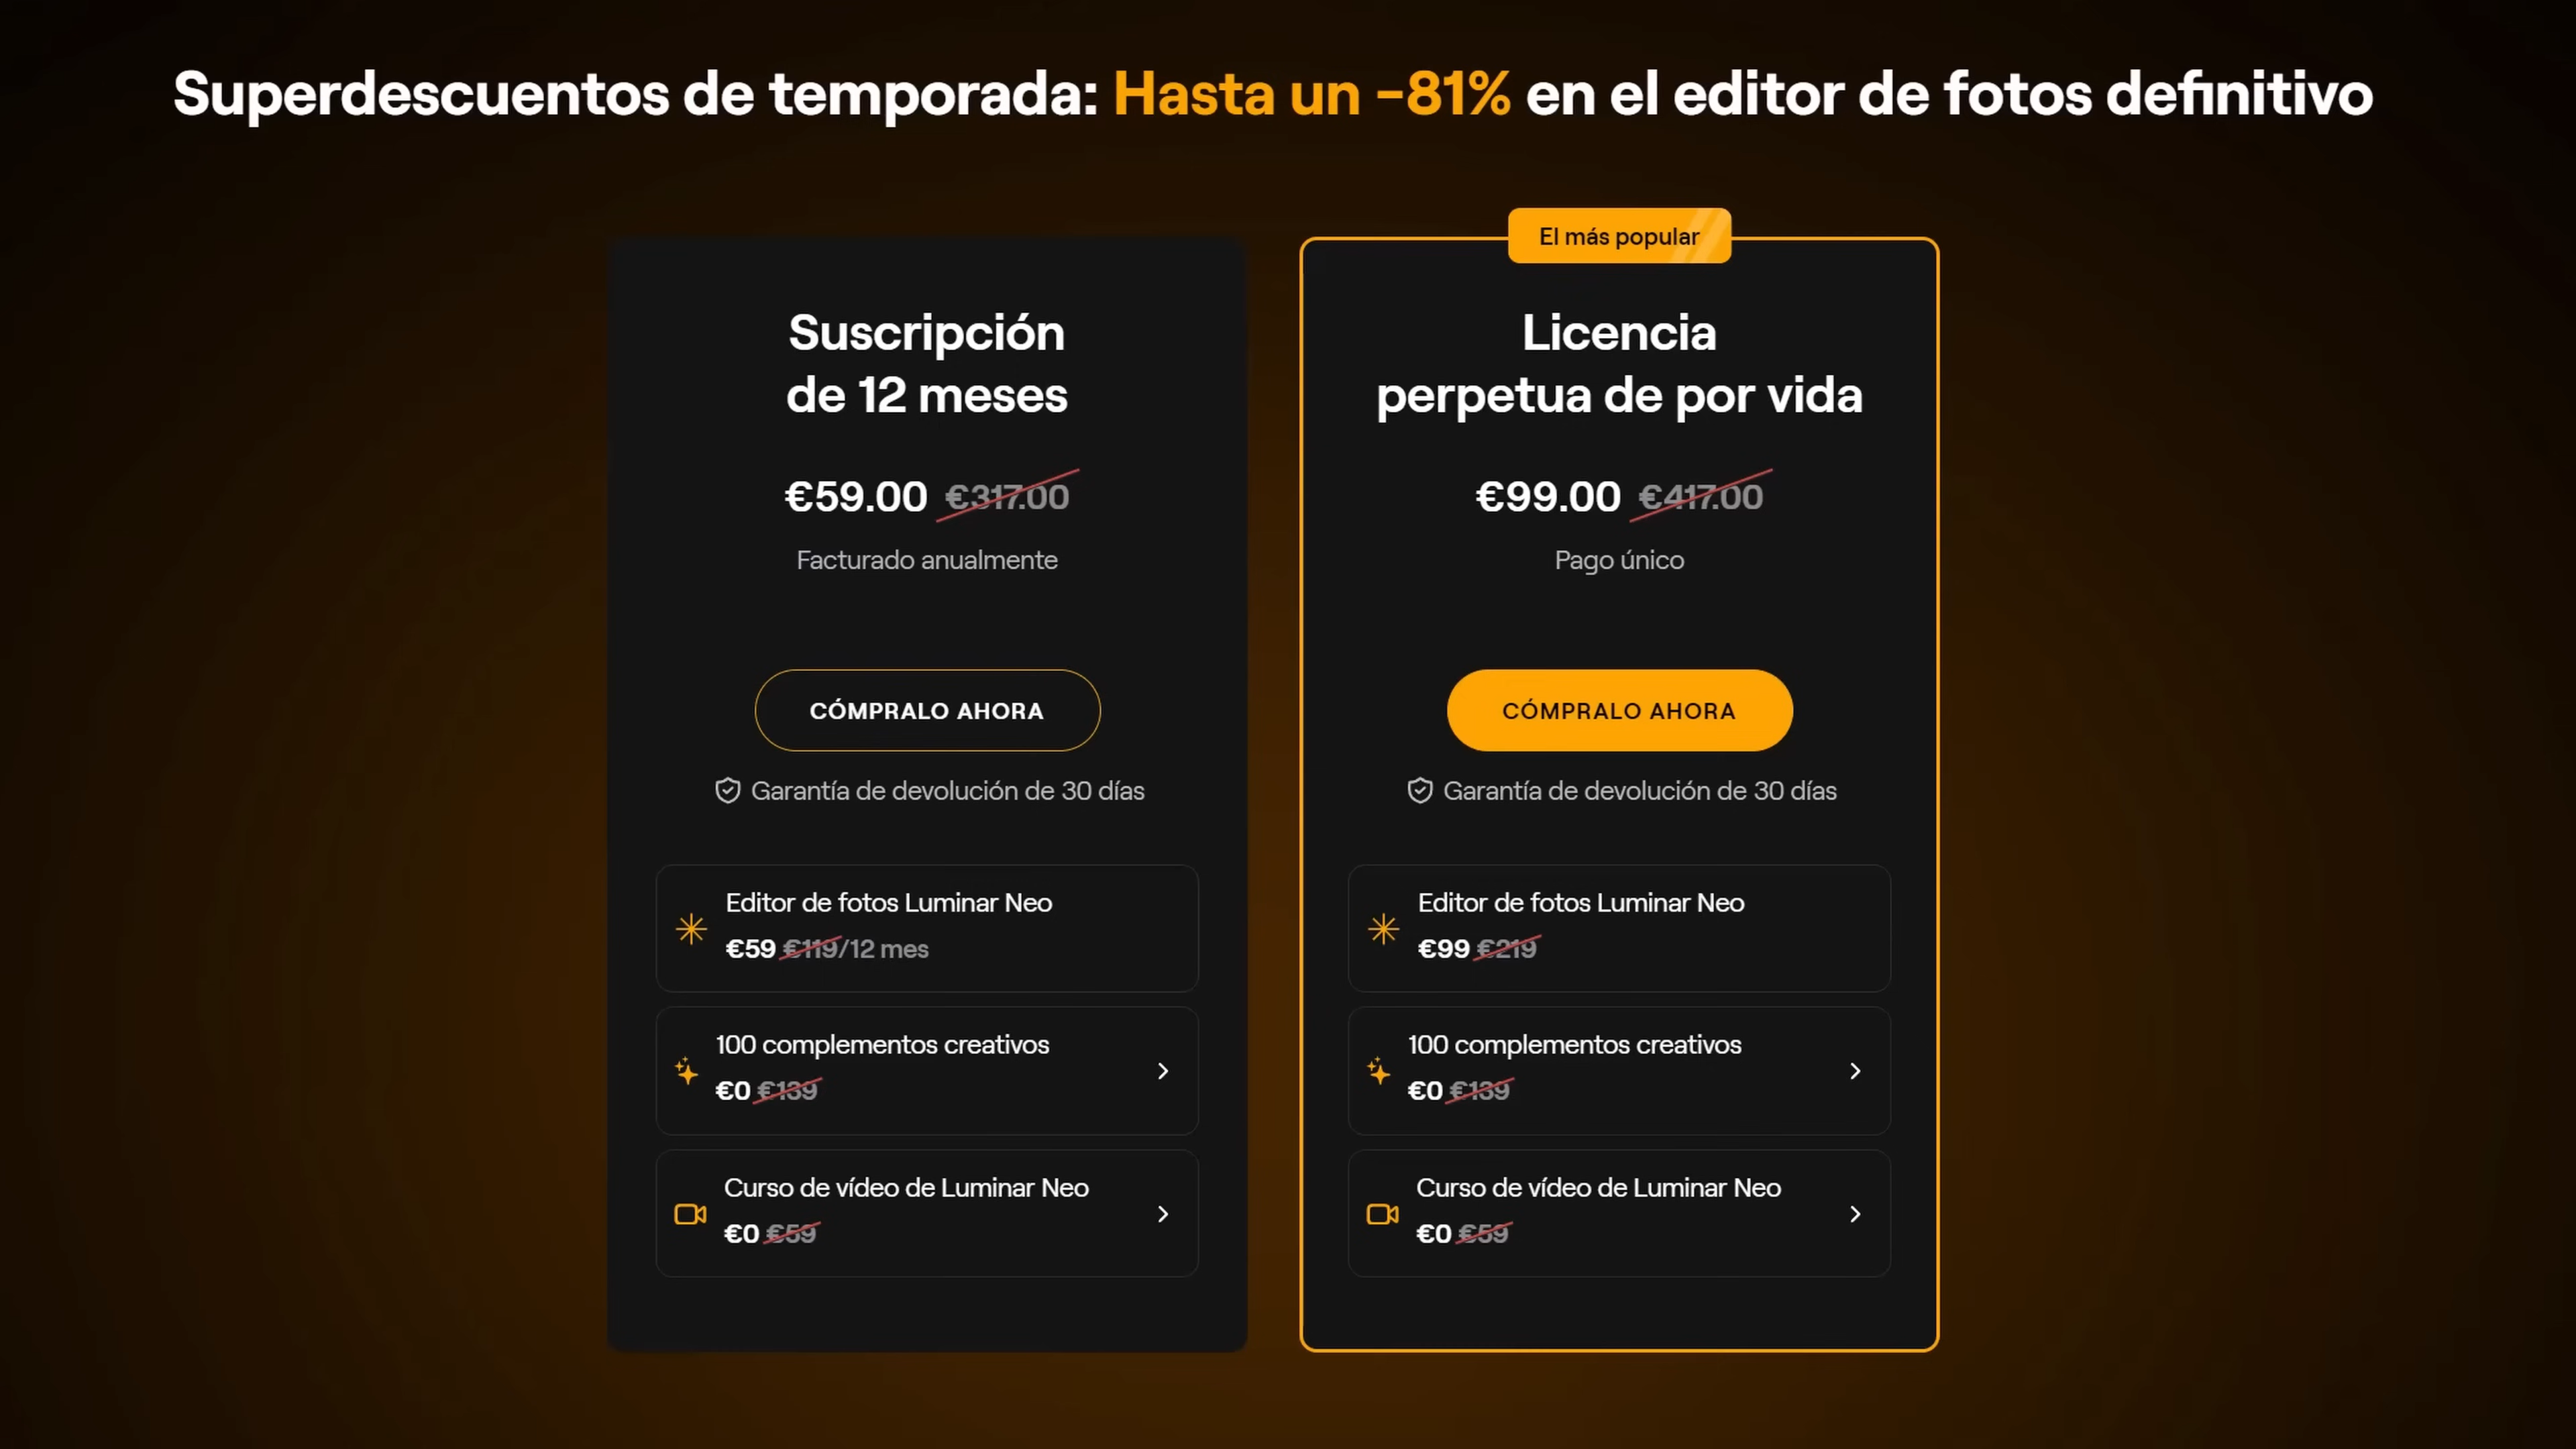 Superdescuentos de temporada: Hasta un -81% en el editor de fotos definitivo
Suscripción
de 12 meses
€59.00 €317.00
Facturado anualmente
CÓMPRALO AHORA
Garantía de devolución de 30 días
Editor de fotos Luminar Neo
€59 €119/12 mes
100 complementos creativos
€0 €139
Curso de vídeo de Luminar Neo
€0 €59
El más popular
Licencia
perpetua de por vida
€99.00 €417.00
Pago único
CÓMPRALO AHORA
Garantía de devolución de 30 días
Editor de fotos Luminar Neo
€99 €219
100 complementos creativos
€0 €139
Curso de vídeo de Luminar Neo
€0 €59